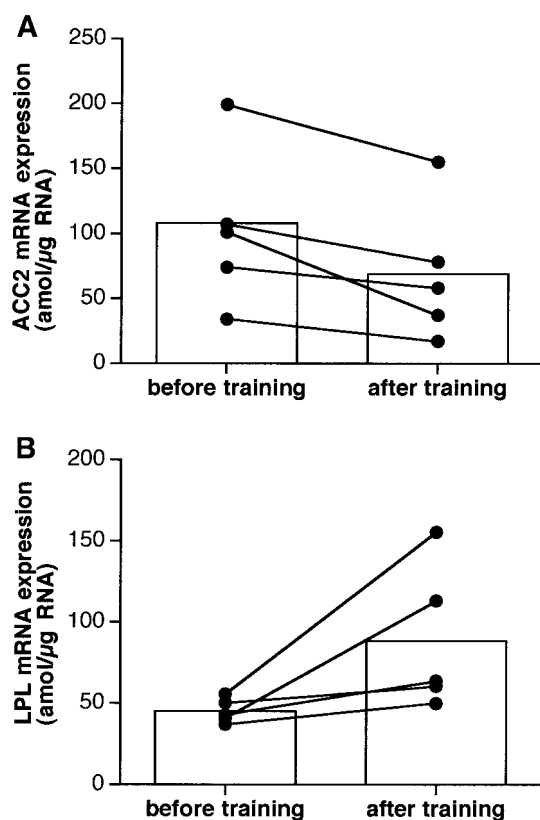 A
250
200
150
100
50
0
ACC2 mRNA expression
(amol/µg RNA)
before training
after training
B
200
150
100
50
0
LPL mRNA expression
(amol/µg RNA)
before training
after training